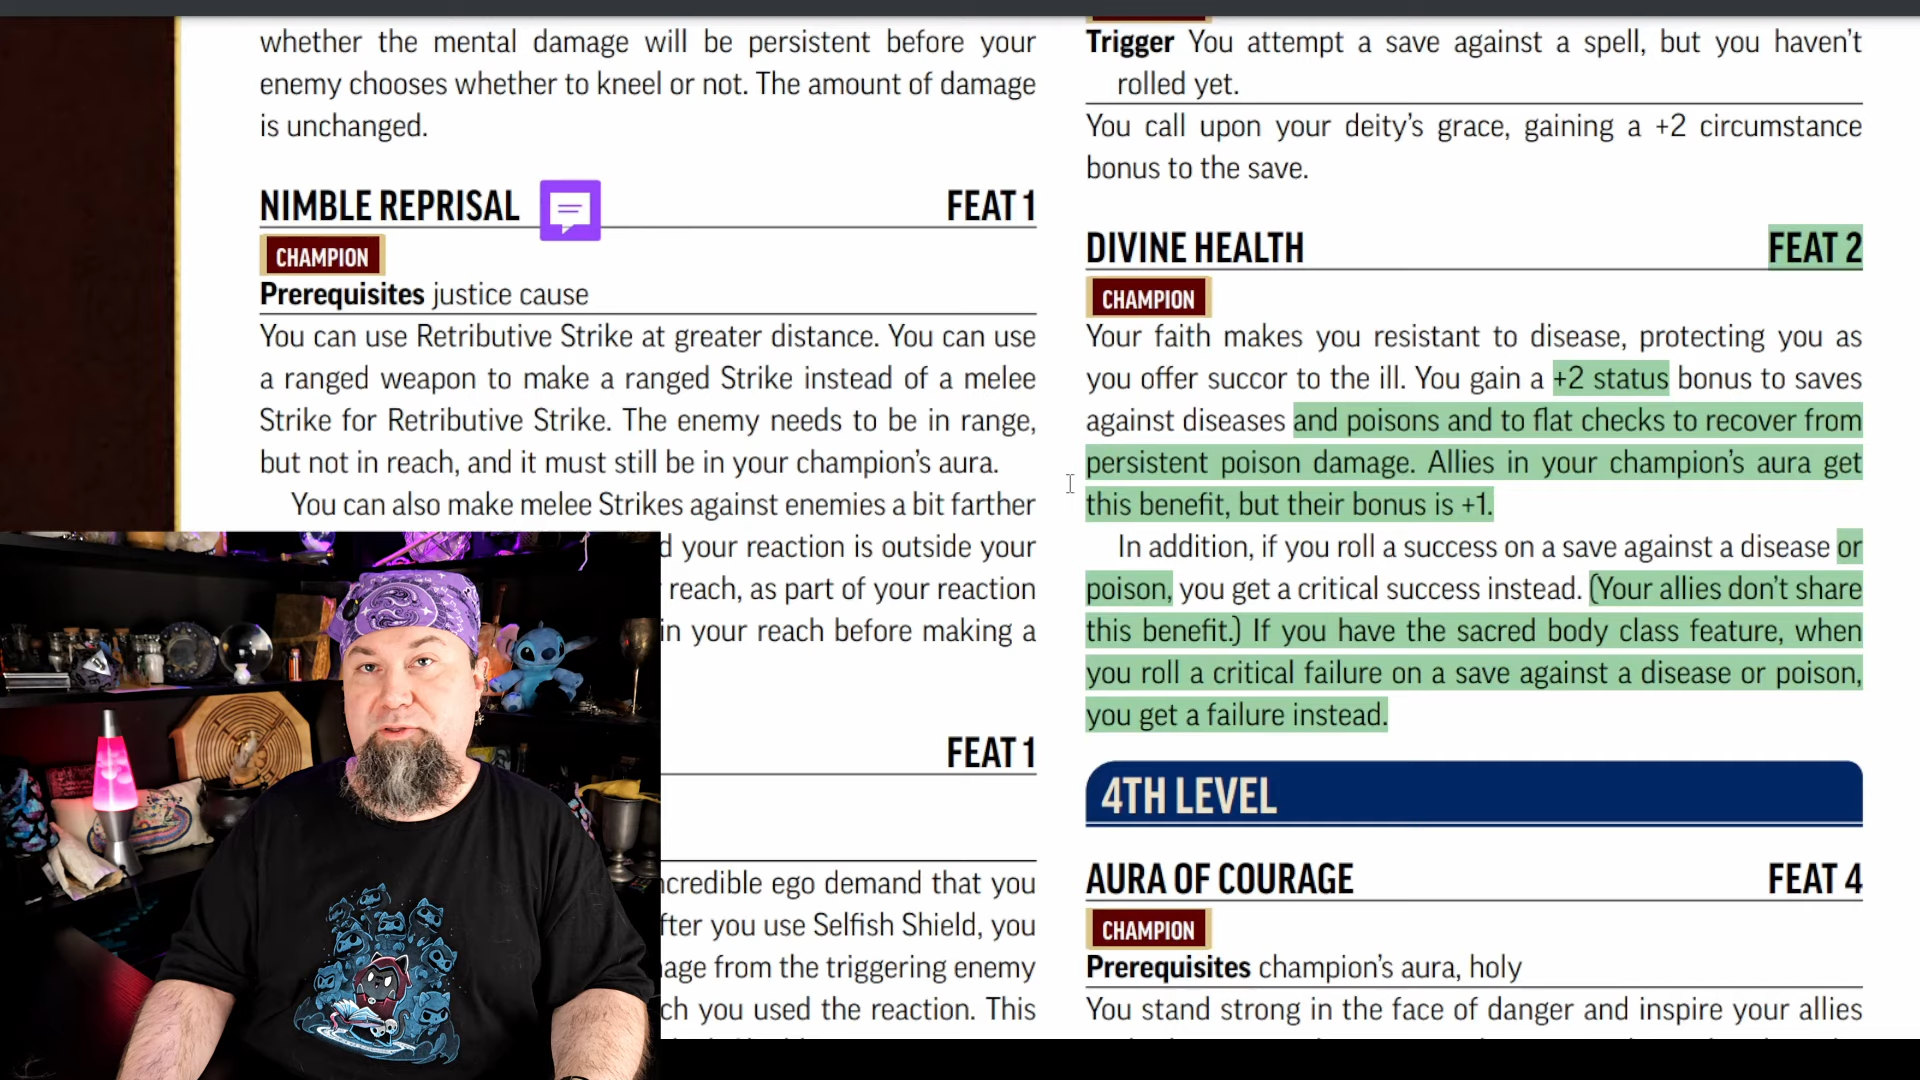 whether the mental damage will be persistent before your
enemy chooses whether to kneel or not. The amount of damage
is unchanged.
NIMBLE REPRISAL FEAT 1
CHAMPION
Prerequisites justice cause
You can use Retributive Strike at greater distance. You can use
a ranged weapon to make a ranged Strike instead of a melee
Strike for Retributive Strike. The enemy needs to be in range,
but not in reach, and it must still be in your champion's aura.
You can also make melee Strikes against enemies a bit farther
your reaction is outside your
reach, as part of your reaction
in your reach before making a
FEAT 1
incredible ego demand that you
After you use Selfish Shield, you
from the triggering enemy
you used the reaction. This
Trigger You attempt a save against a spell, but you haven't
rolled yet.
You call upon your deity's grace, gaining a +2 circumstance
bonus to the save.
DIVINE HEALTH FEAT 2
CHAMPION
Your faith makes you resistant to disease, protecting you as
you offer succor to the ill. You gain a +2 status bonus to saves
against diseases and poisons and to flat checks to recover from
persistent poison damage. Allies in your champion's aura get
this benefit, but their bonus is +1.
In addition, if you roll a success on a save against a disease or
poison, you get a critical success instead. (Your allies don't share
this benefit.) If you have the sacred body class feature, when
you roll a critical failure on a save against a disease or poison,
you get a failure instead.
4TH LEVEL
AURA OF COURAGE FEAT 4
CHAMPION
Prerequisites champion's aura, holy
You stand strong in the face of danger and inspire your allies